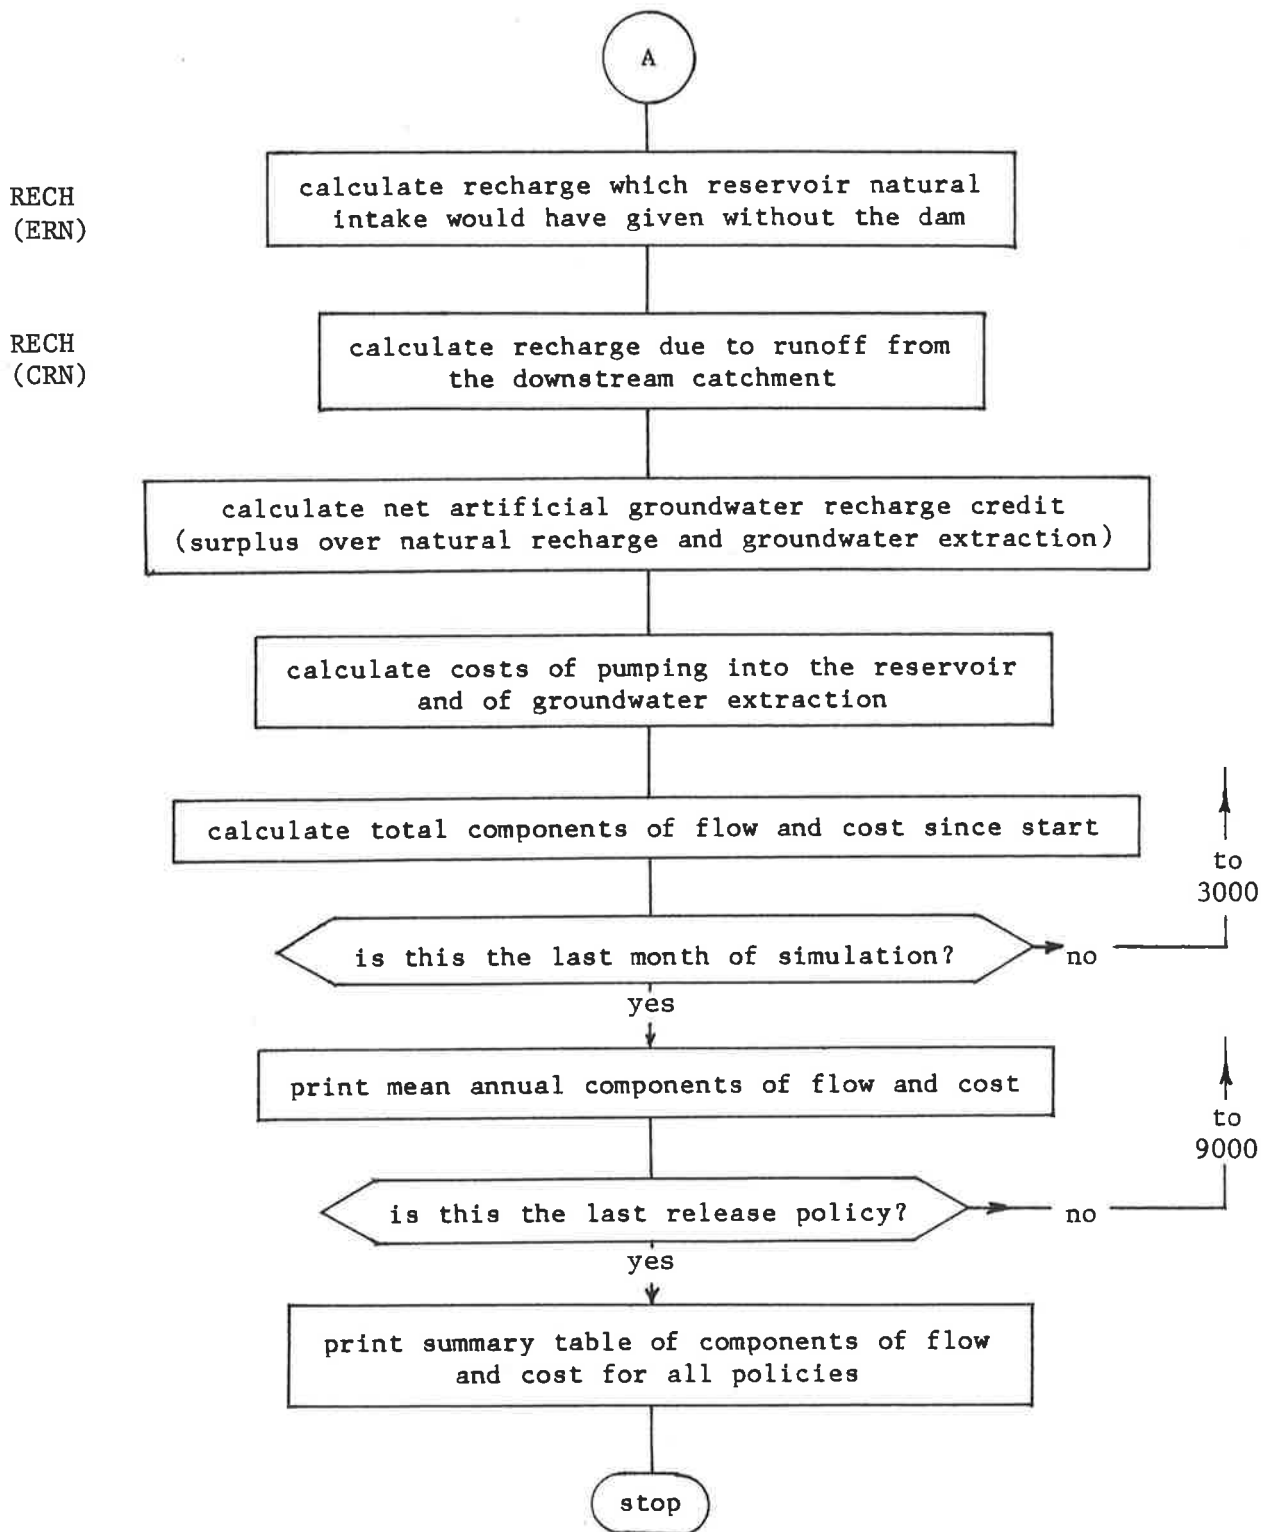 A
RECH
(ERN)
calculate recharge which reservoir natural
intake would have given without the dam
RECH
(CRN)
calculate recharge due to runoff from
the downstream catchment
calculate net artificial groundwater recharge credit
(surplus over natural recharge and groundwater extraction)
calculate costs of pumping into the reservoir
and of groundwater extraction
calculate total components of flow and cost since start
to
3000
is this the last month of simulation?
no
yes
print mean annual components of flow and cost
to
9000
is this the last release policy?
no
yes
print summary table of components of flow
and cost for all policies
stop